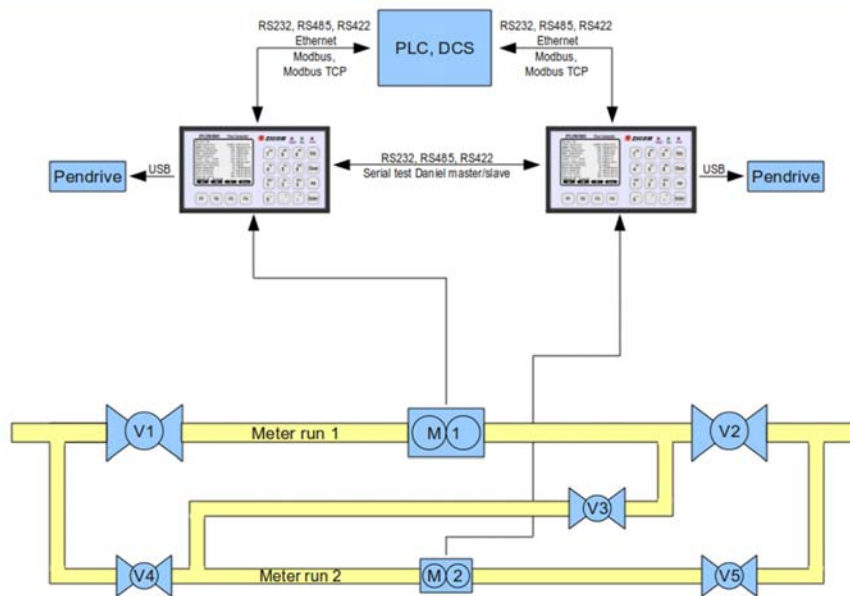 RS232, RS485, RS422
Ethernet
Modbus,
Modbus TCP
PLC, DCS
RS232, RS485, RS422
Ethernet
Modbus,
Modbus TCP
ZICOM
ZICOM
Pendrive
USB
RS232, RS485, RS422
Serial test Daniel master/slave
USB
Pendrive
V1
Meter run 1
M 1
V2
V3
V4
Meter run 2
M 2
V5